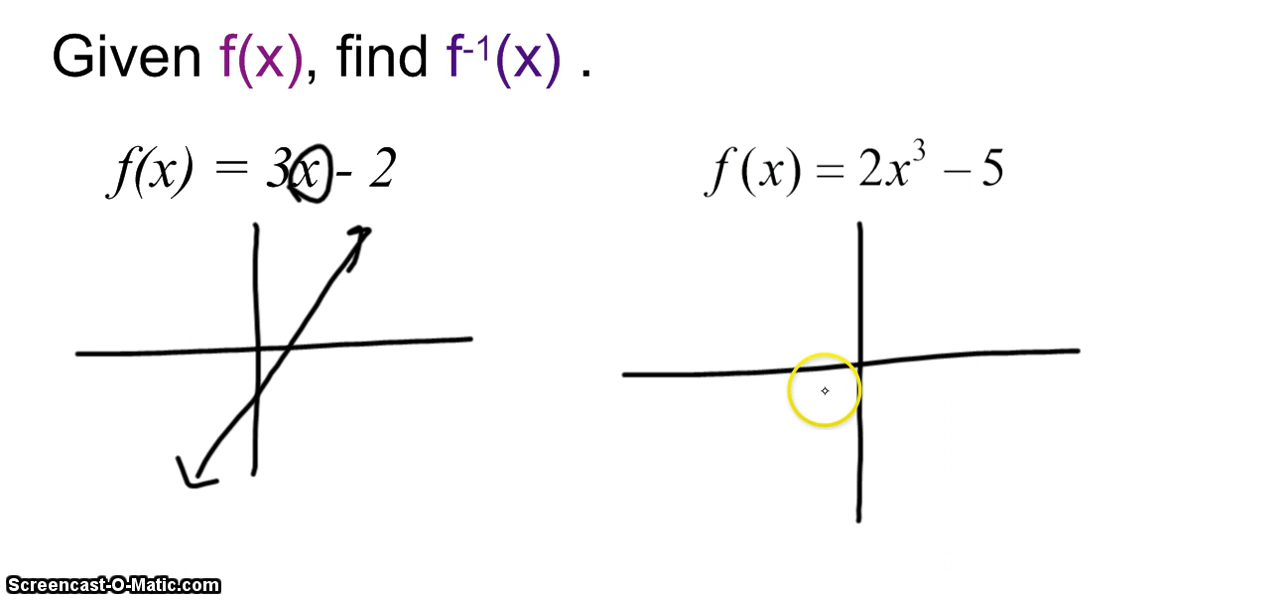 Given f(x), find f⁻¹(x) .
f(x) = 3x - 2
f(x) = 2x³ − 5
Screencast-O-Matic.com